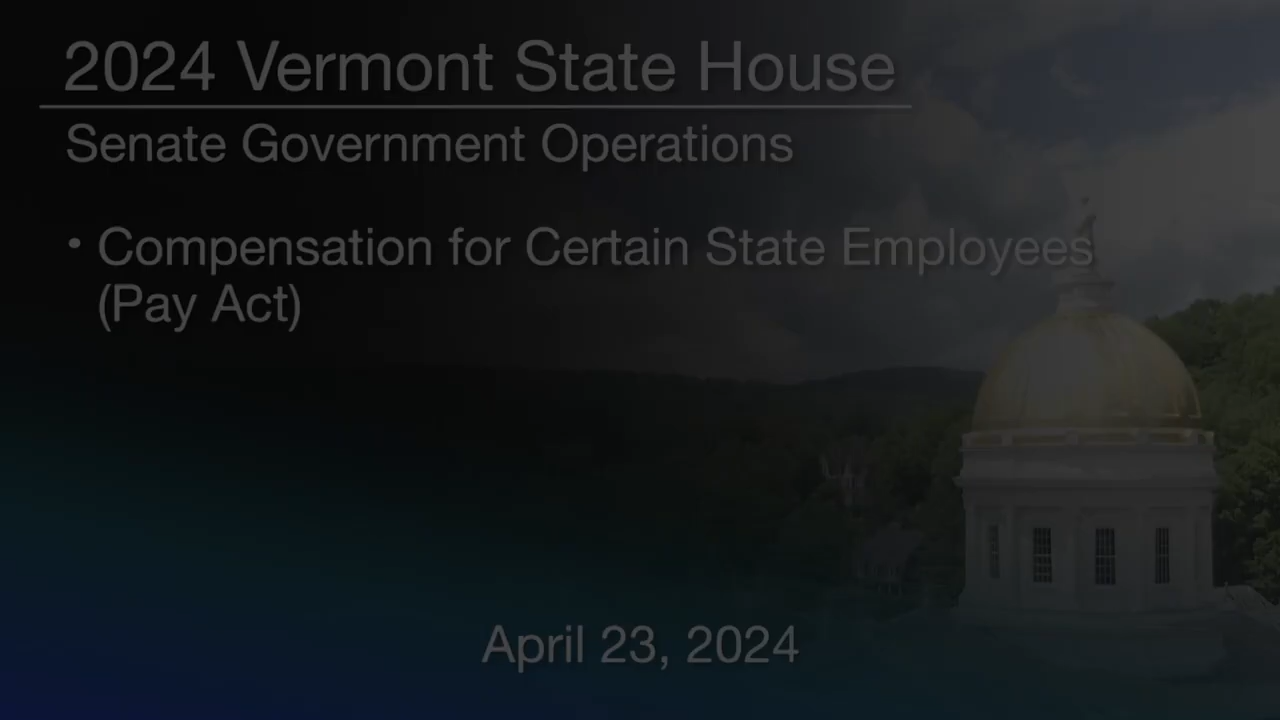 2024 Vermont State House
Senate Government Operations
• Compensation for Certain State Employees
(Pay Act)
April 23, 2024